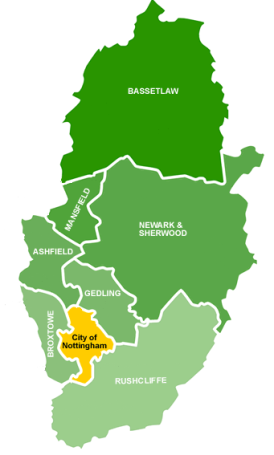 BASSETLAW
MANSFIELD
NEWARK &
SHERWOOD
ASHFIELD
GEDLING
BROXTOWE
City of
Nottingham
RUSHCLIFFE